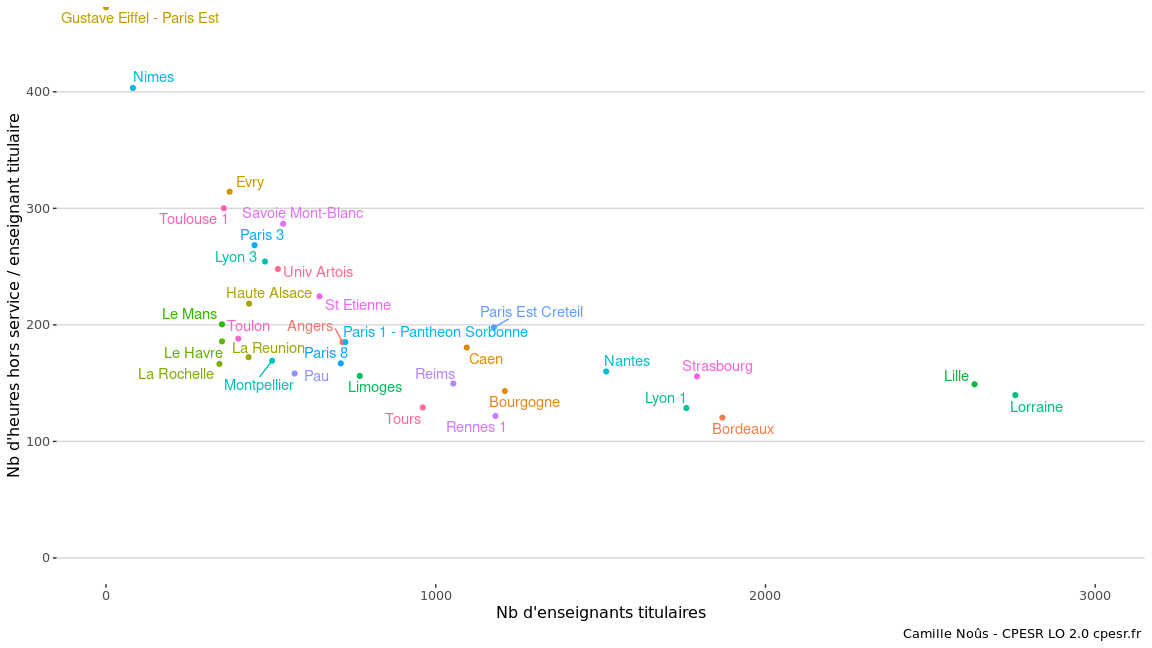 Gustave Eiffel - Paris Est
Nimes
400
Evry
300
Savoie Mont-Blanc
Toulouse 1
Paris 3
Lyon 3
Univ Artois
Haute Alsace
St Etienne
Paris Est Creteil
Le Mans
200
Toulon
Angers
Paris 1 - Pantheon Sorbonne
La Reunion
Le Havre
Paris 8
Caen
Nantes
Strasbourg
La Rochelle
Pau
Reims
Lille
Montpellier
Limoges
Lyon 1
Bourgogne
Lorraine
Tours
Rennes 1
Bordeaux
100
0
Nb d'heures hors service / enseignant titulaire
0
1000
2000
3000
Nb d'enseignants titulaires
Camille Noûs - CPESR LO 2.0 cpesr.fr